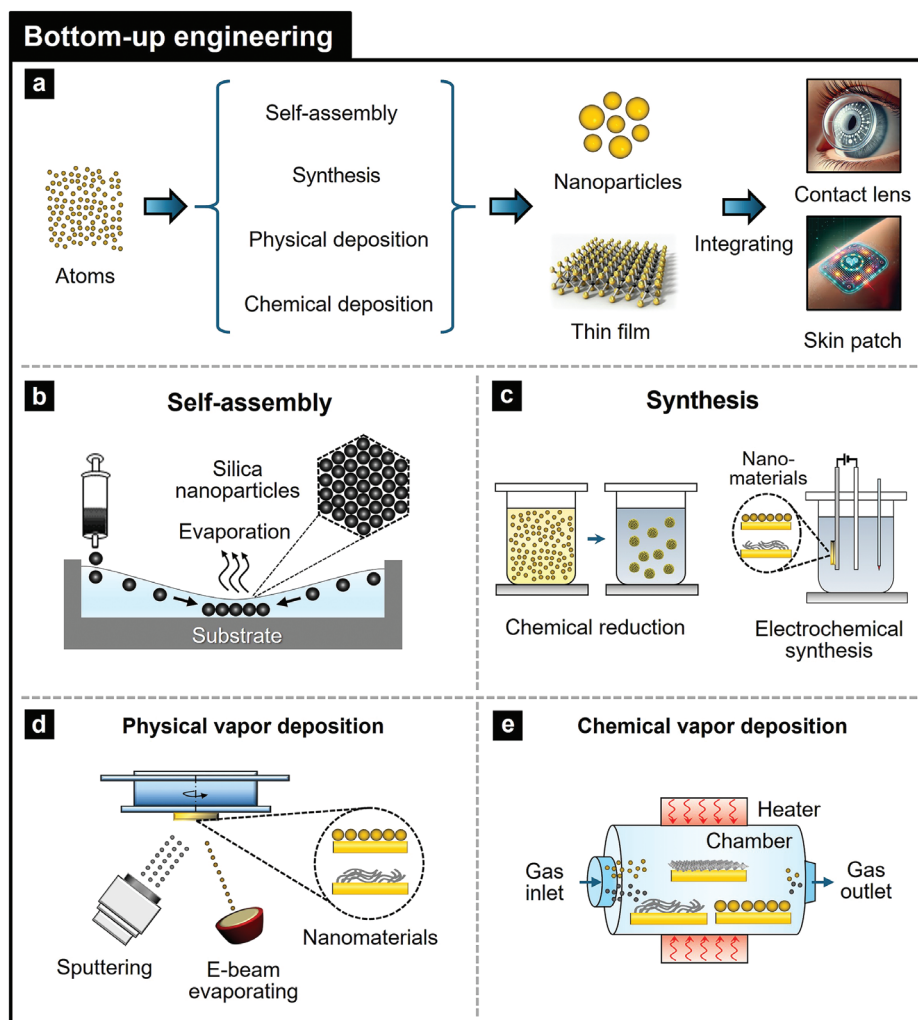 Bottom-up engineering
a
Self-assembly
Synthesis
Physical deposition
Chemical deposition
Atoms
Nanoparticles
Thin film
Integrating
Contact lens
Skin patch
b
Self-assembly
Silica
nanoparticles
Evaporation
Substrate
c
Synthesis
Nano-
materials
Chemical reduction
Electrochemical
synthesis
d
Physical vapor deposition
Sputtering
E-beam
evaporating
Nanomaterials
e
Chemical vapor deposition
Heater
Chamber
Gas
inlet
Gas
outlet